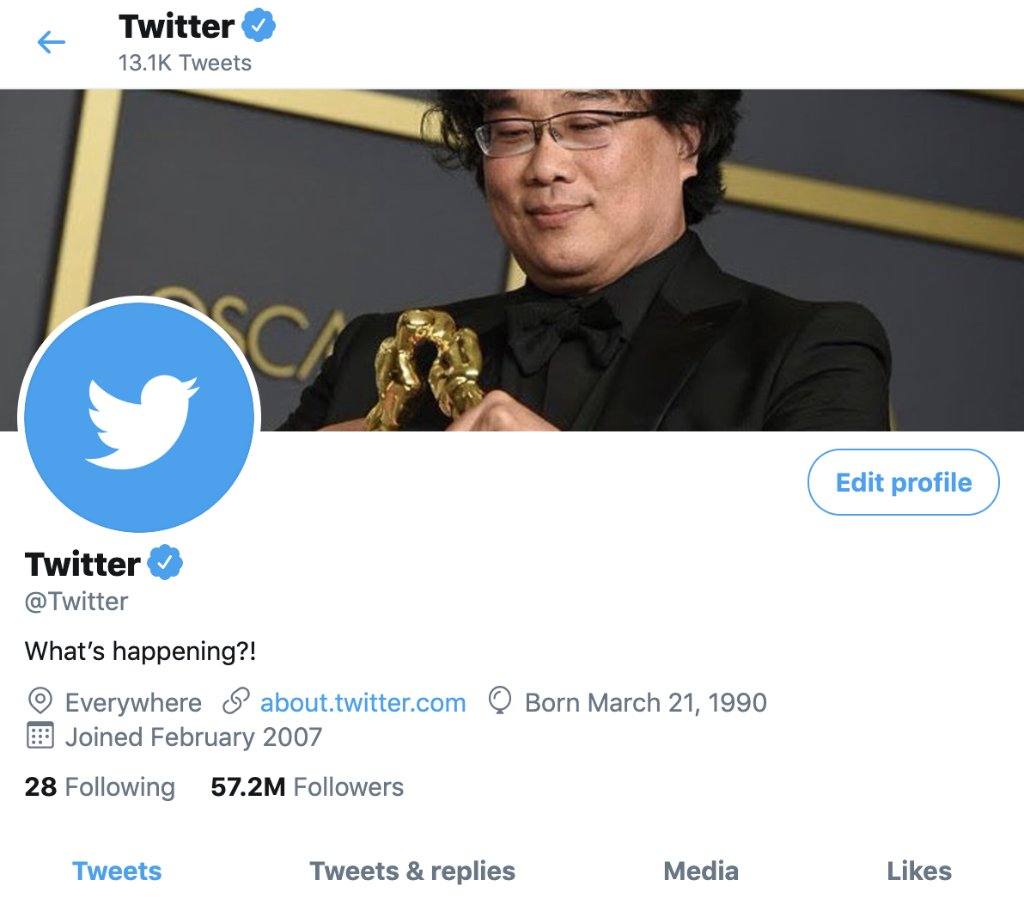 Twitter
13.1K Tweets
OSCA
Edit profile
Twitter
@Twitter
What’s happening?!
Everywhere about.twitter.com Born March 21, 1990
Joined February 2007
28 Following 57.2M Followers
Tweets Tweets & replies Media Likes